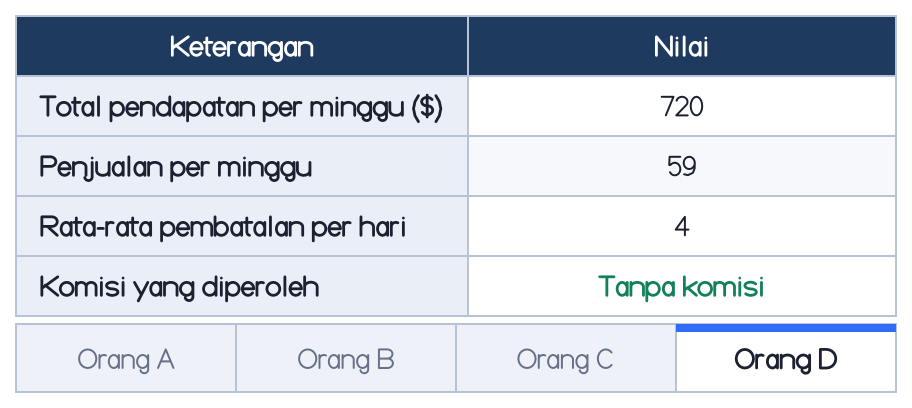 Keterangan Nilai
Total pendapatan per minggu ($) 720
Penjualan per minggu 59
Rata-rata pembatalan per hari 4
Komisi yang diperoleh Tanpa komisi
Orang A Orang B Orang C Orang D